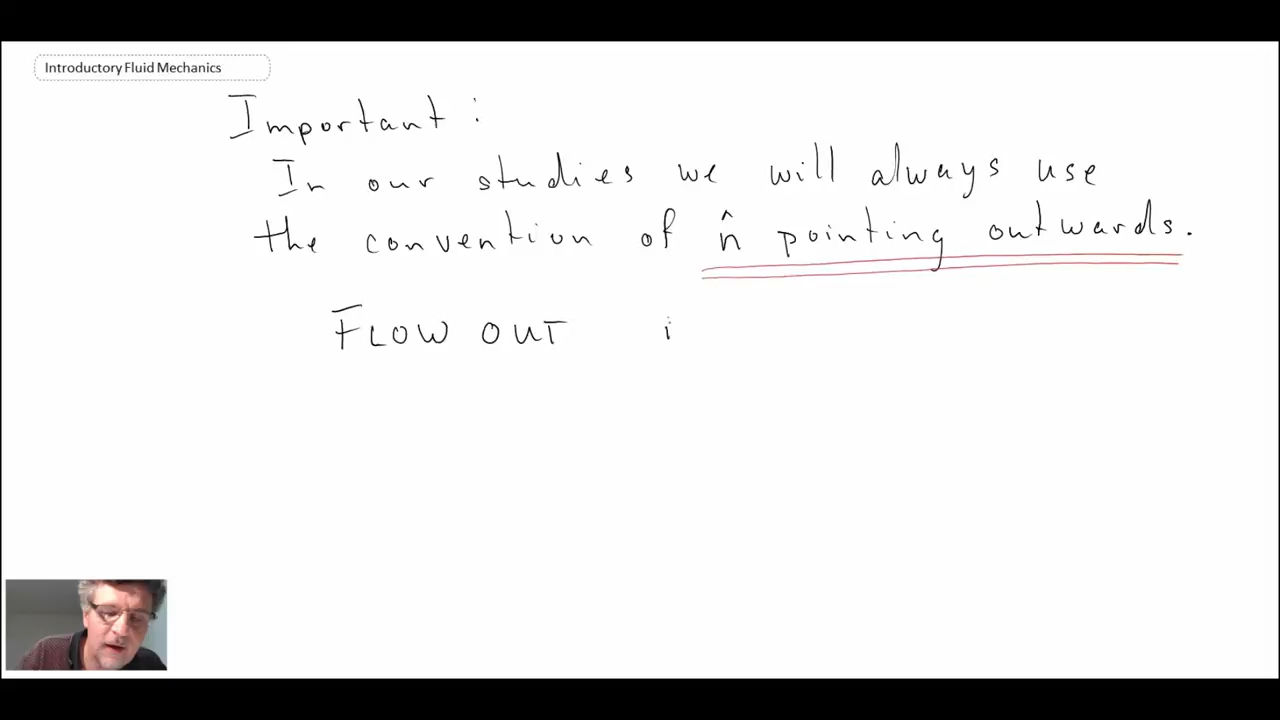 Introductory Fluid Mechanics
Important :
In our studies we will always use
the convention of n̂ pointing outwards.
FLOW OUT i